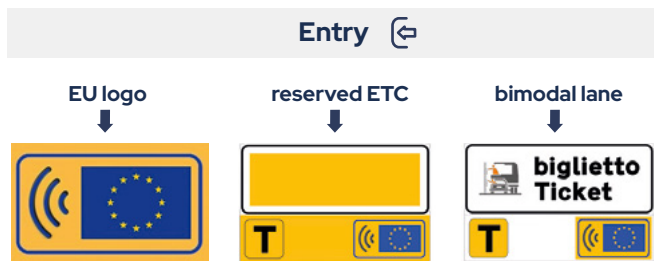 Entry
EU logo
reserved ETC
bimodal lane
biglietto
Ticket
T
T